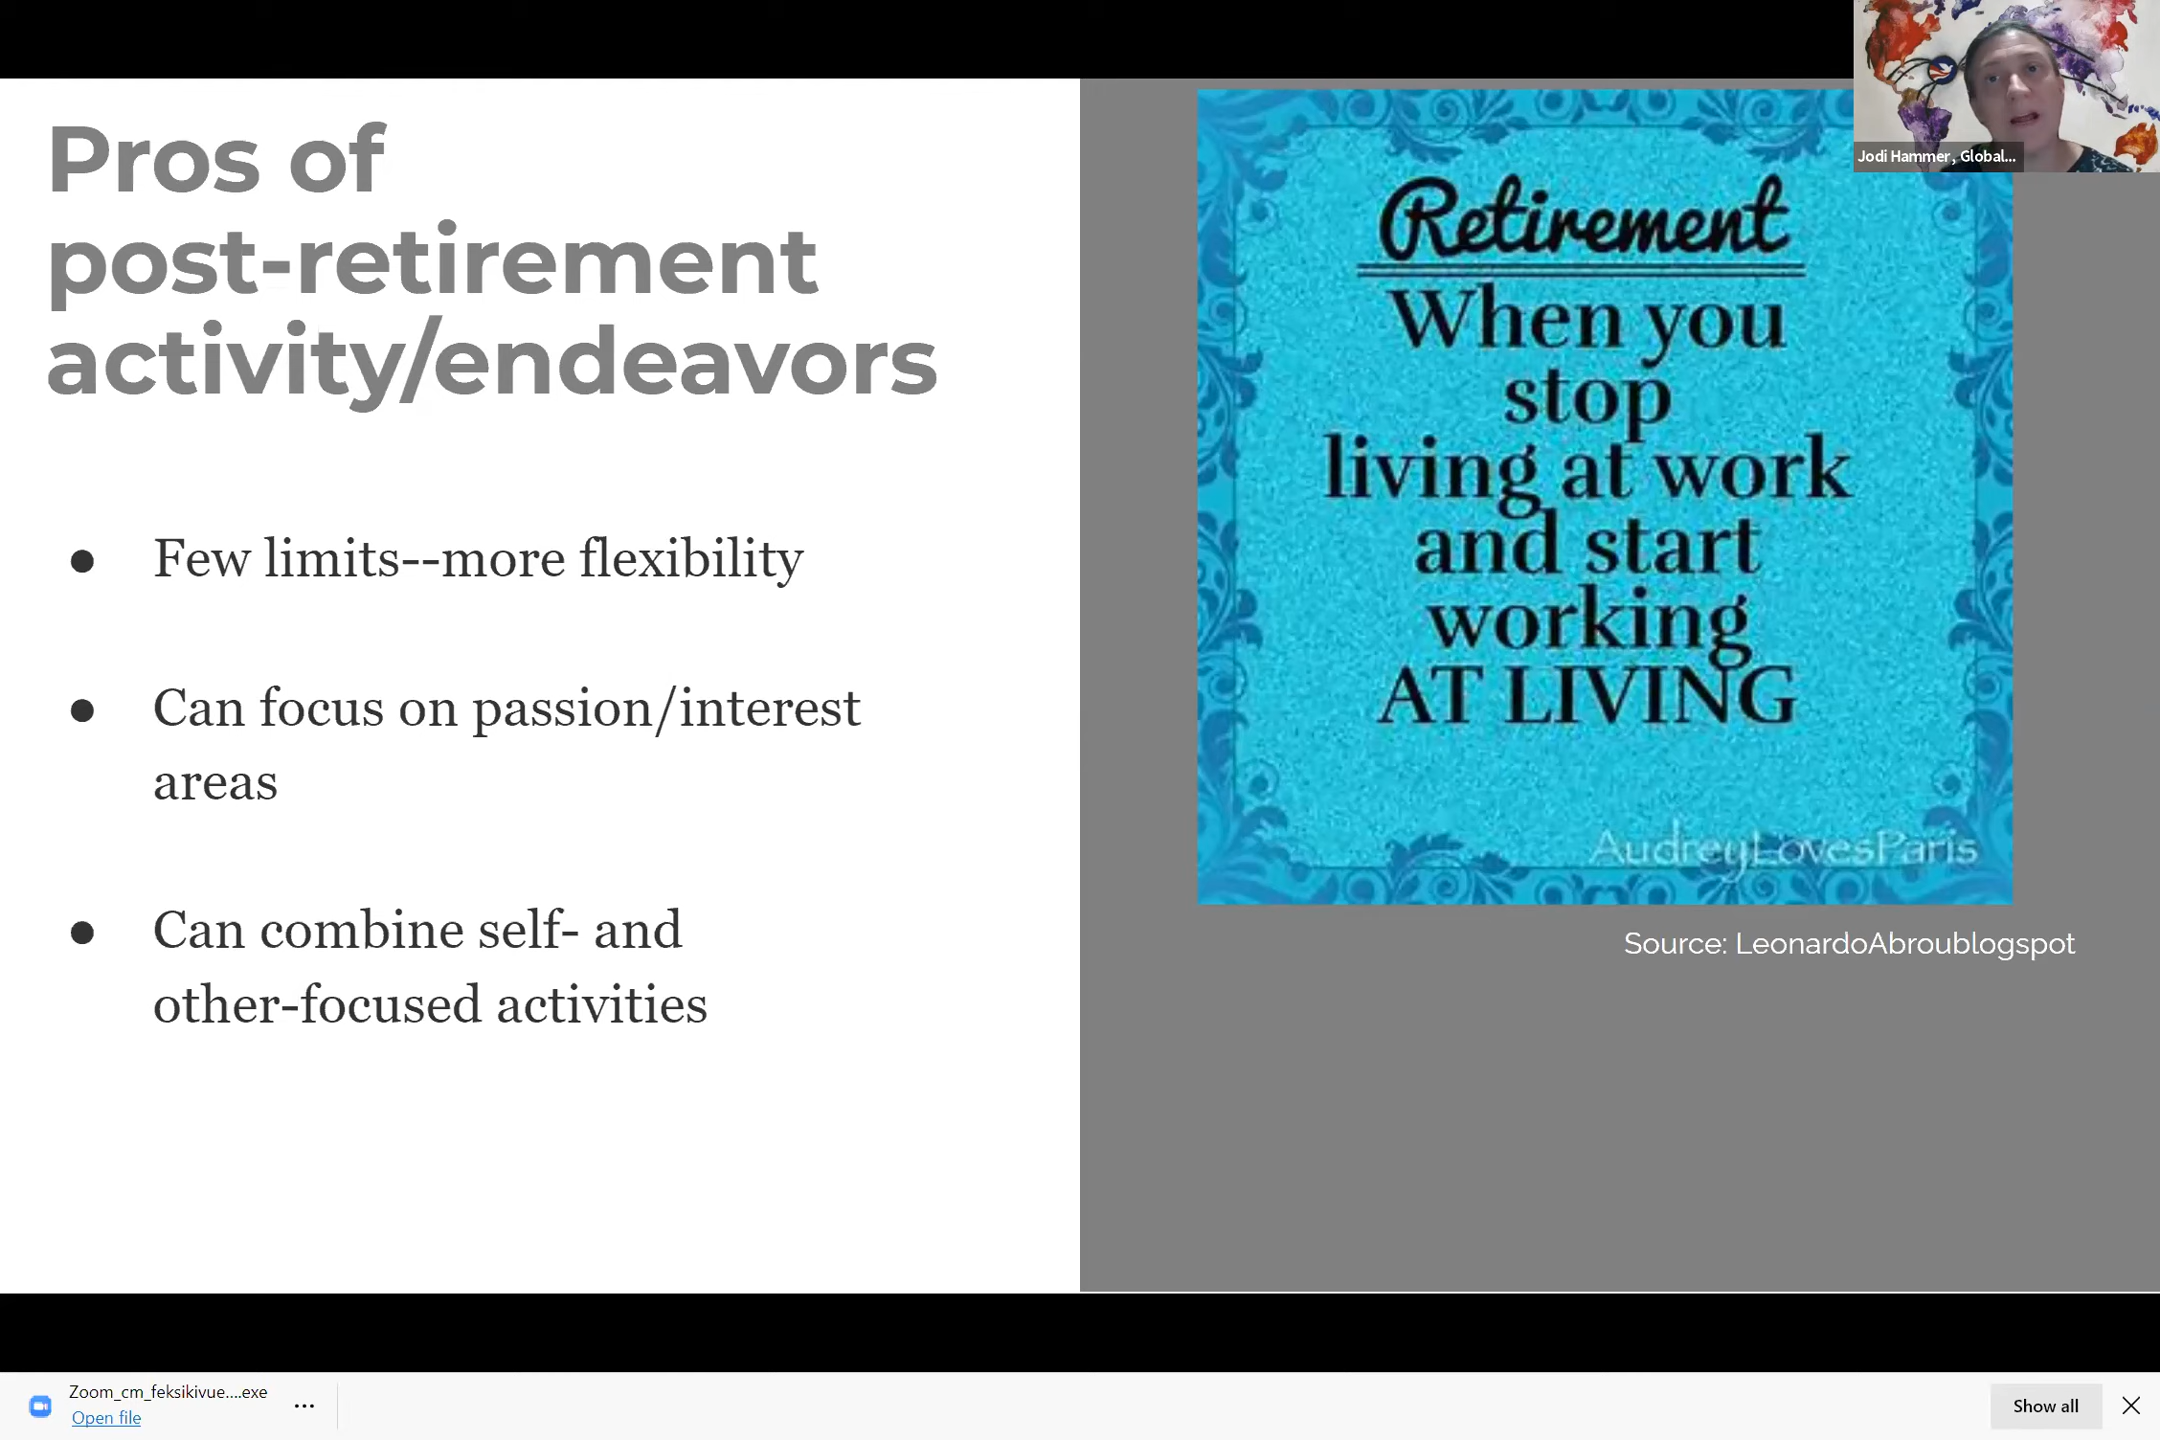 Pros of
post-retirement
activity/endeavors
● Few limits--more flexibility
● Can focus on passion/interest
areas
● Can combine self- and
other-focused activities
Retirement
When you
stop
living at work
and start
working
AT LIVING
AudreyLovesParis
Source: LeonardoAbroublogspot
Jodi Hammer, Global...
Zoom_cm_feksikivue....exe
Open file
Show all